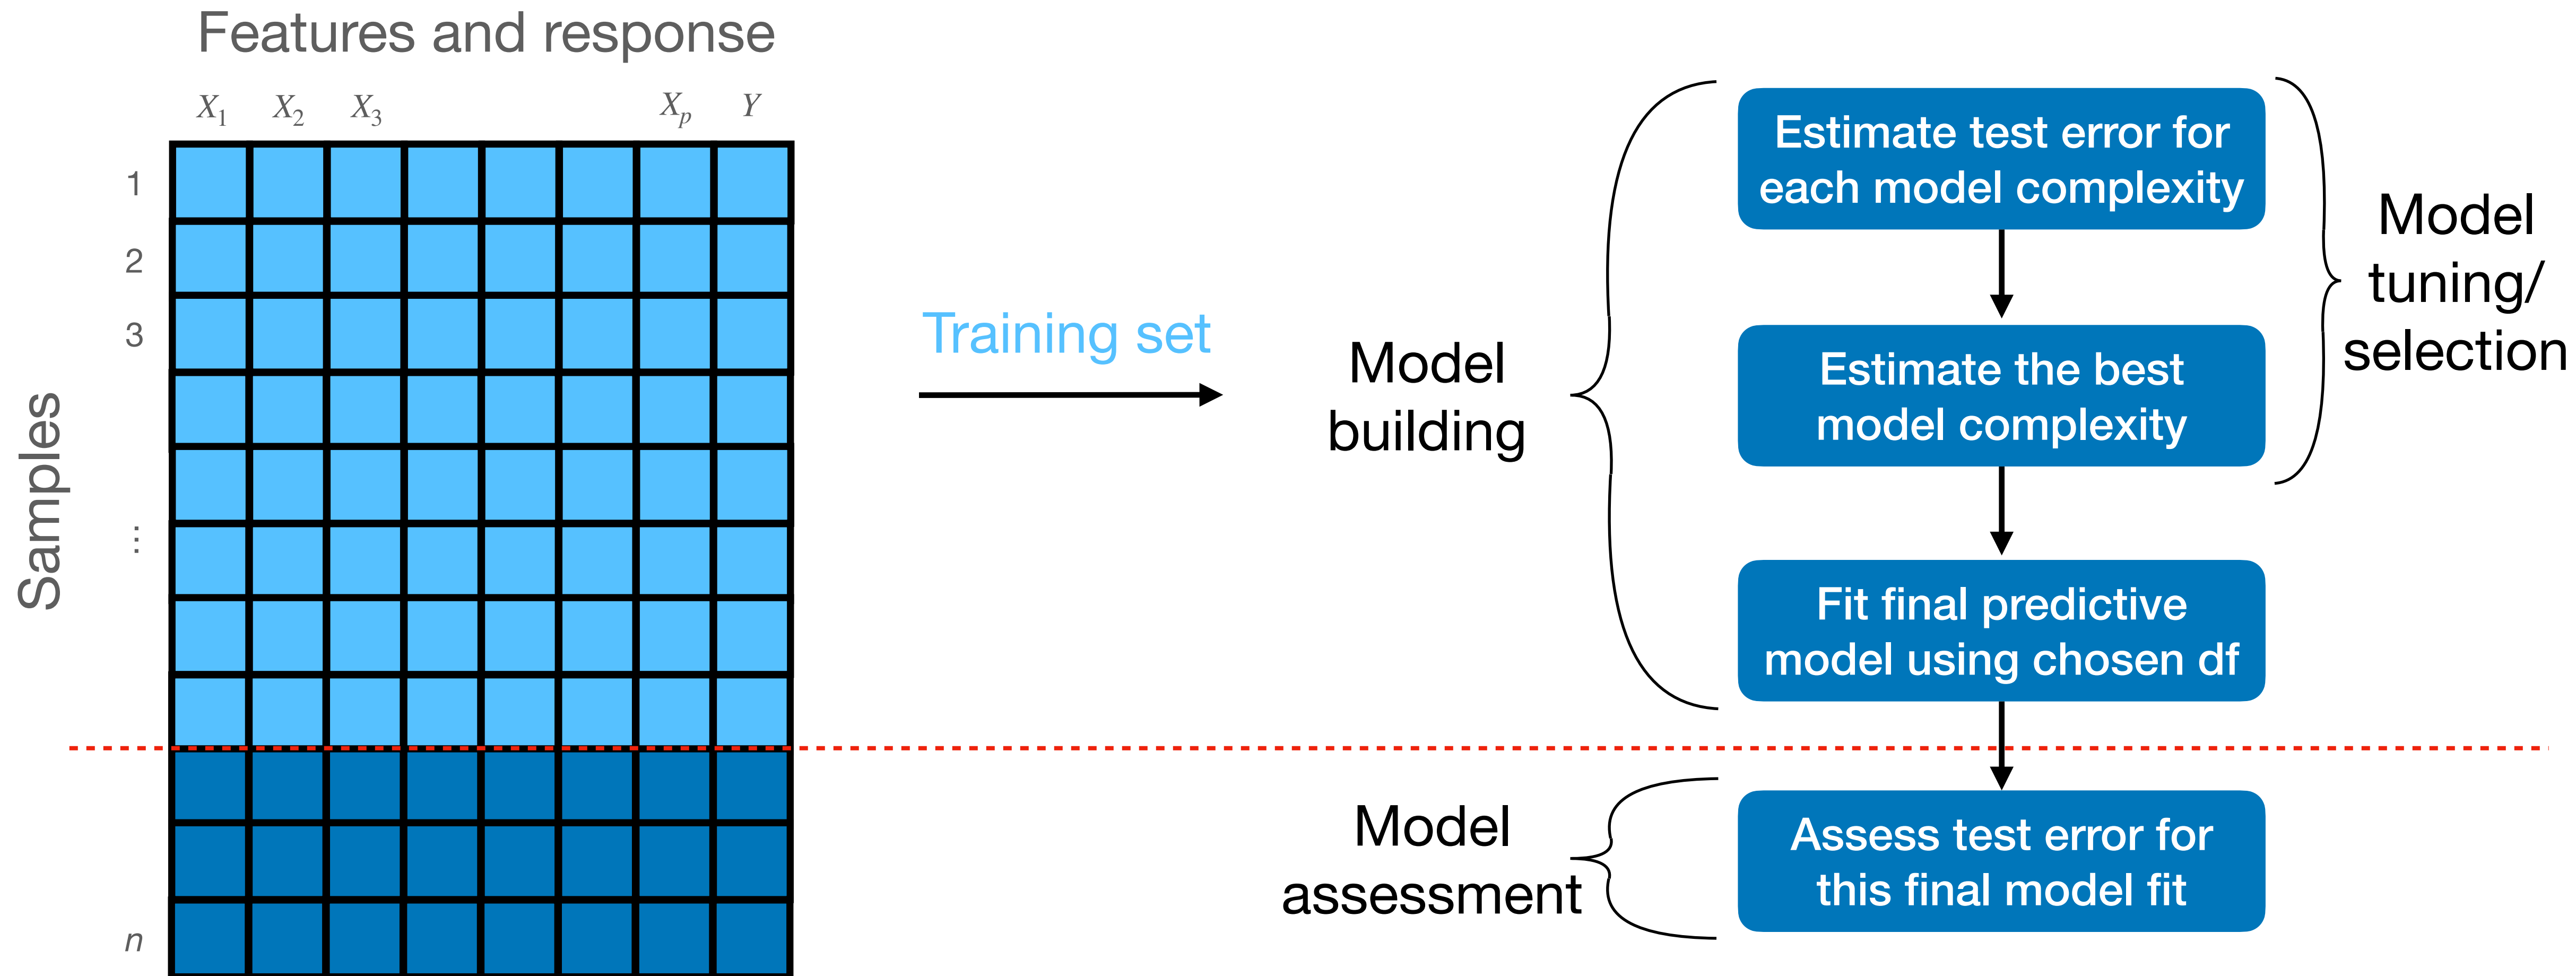 Features and response
X₁ X₂ X₃ Xₚ Y
Samples
1
2
3
⋮
n
Training set
Model
building
Estimate test error for
each model complexity
Estimate the best
model complexity
Fit final predictive
model using chosen df
Model
tuning/
selection
Model
assessment
Assess test error for
this final model fit